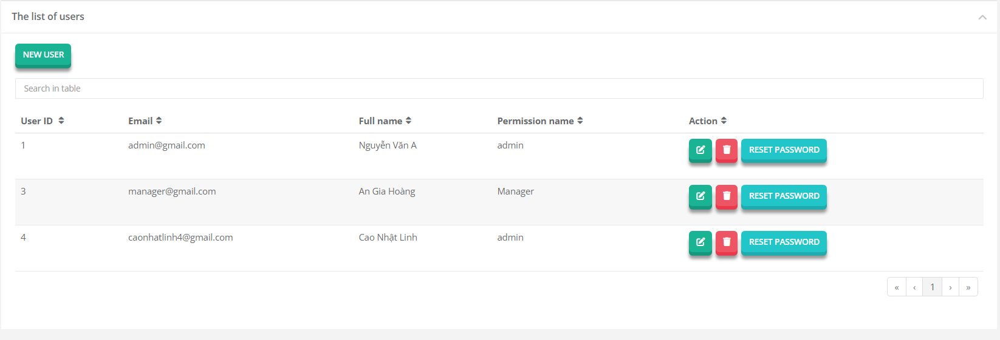 The list of users
NEW USER
Search in table
User ID Email Full name Permission name Action
1 admin@gmail.com Nguyễn Văn A admin RESET PASSWORD
3 manager@gmail.com An Gia Hoàng Manager RESET PASSWORD
4 caonhatlinh4@gmail.com Cao Nhật Linh admin RESET PASSWORD
« ‹ 1 › »